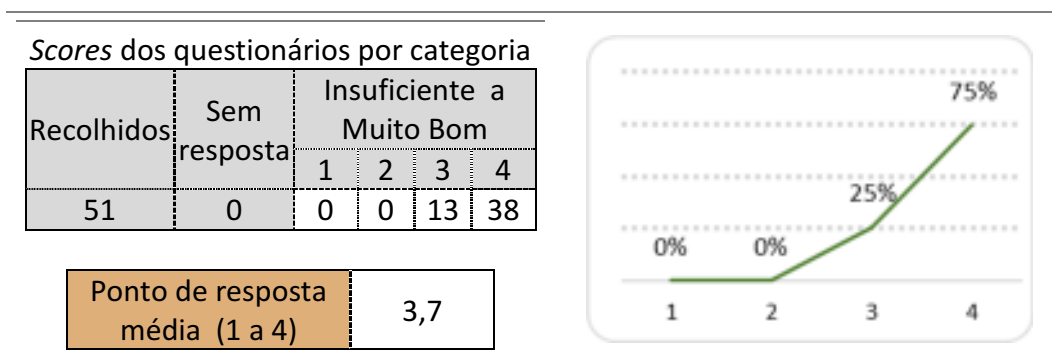 Scores dos questionários por categoria
Recolhidos
Sem
resposta
Insuficiente a
Muito Bom
1 2 3 4
51 0 0 0 13 38
Ponto de resposta
média (1 a 4)
3,7
75%
25%
0% 0%
1 2 3 4